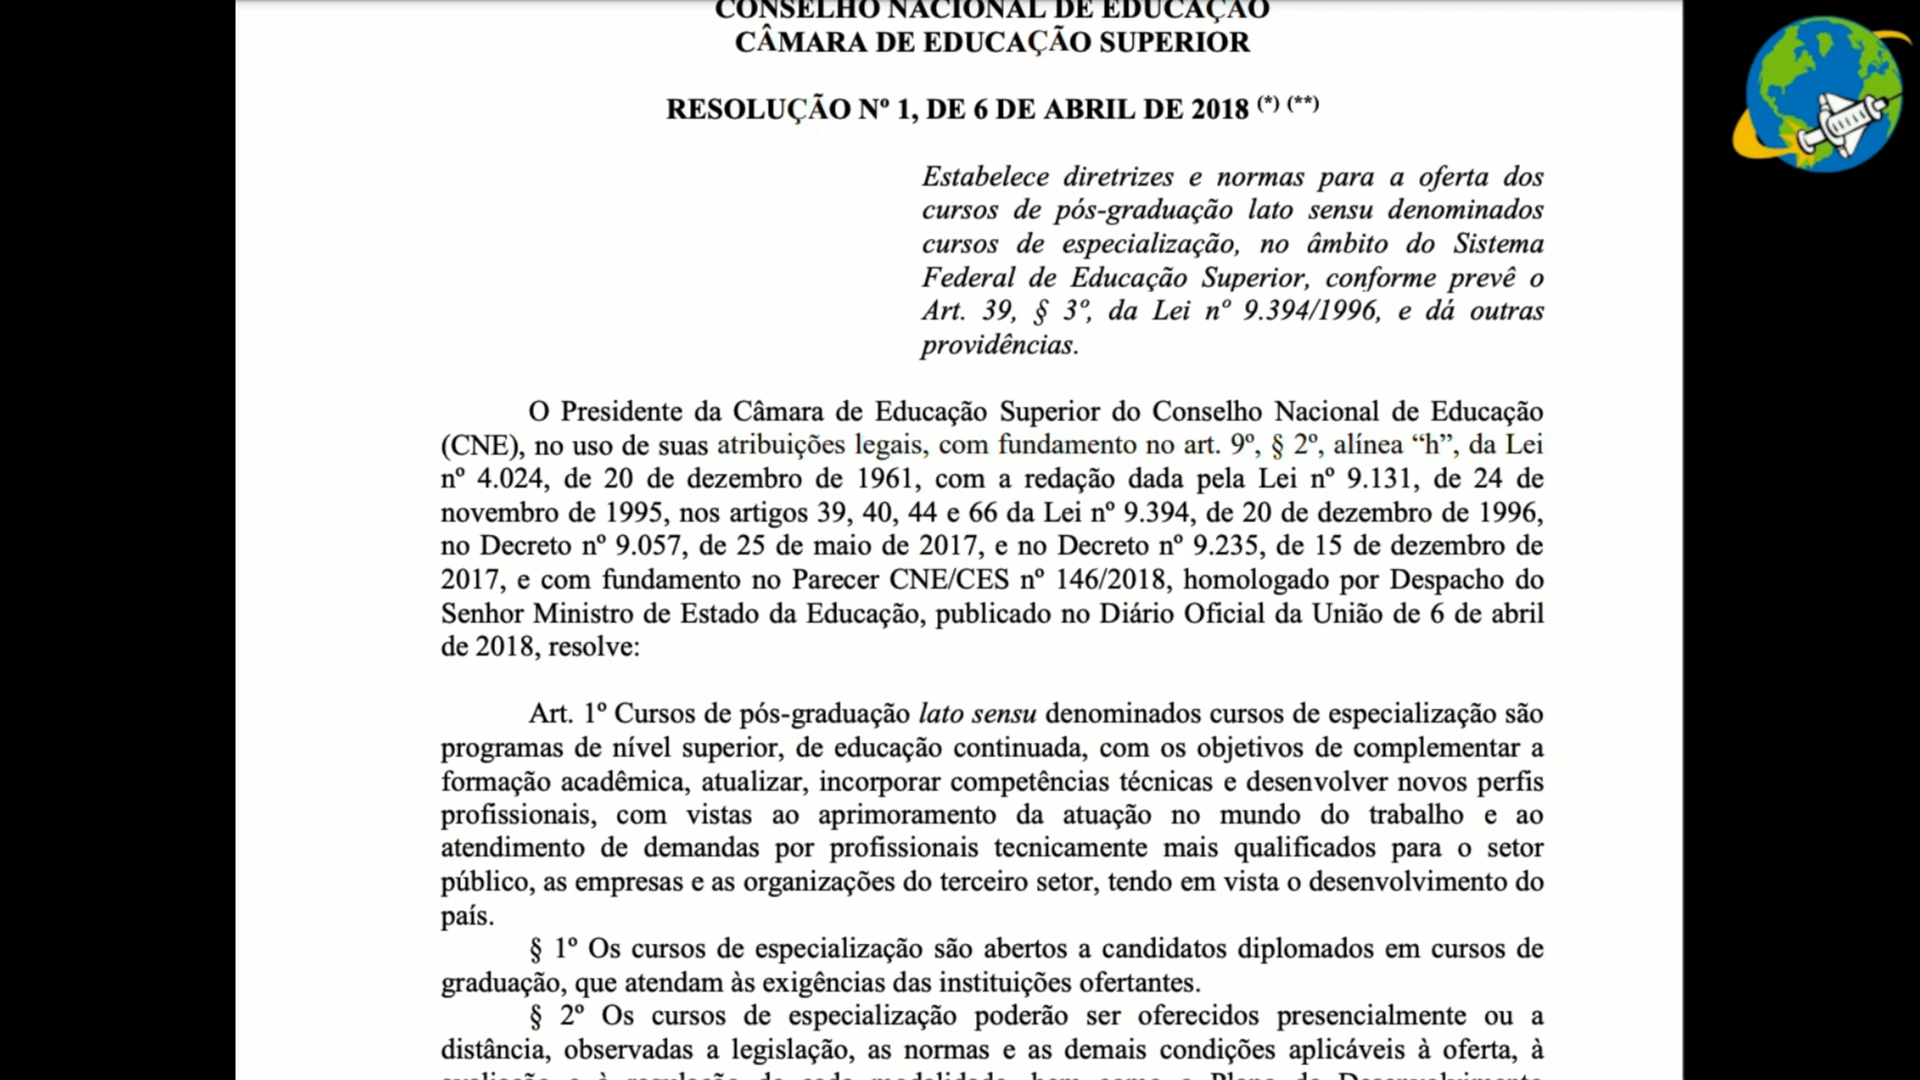 CONSELHO NACIONAL DE EDUCAÇÃO
CÂMARA DE EDUCAÇÃO SUPERIOR
RESOLUÇÃO Nº 1, DE 6 DE ABRIL DE 2018 (*) (**)
Estabelece diretrizes e normas para a oferta dos
cursos de pós-graduação lato sensu denominados
cursos de especialização, no âmbito do Sistema
Federal de Educação Superior, conforme prevê o
Art. 39, § 3º, da Lei nº 9.394/1996, e dá outras
providências.
O Presidente da Câmara de Educação Superior do Conselho Nacional de Educação
(CNE), no uso de suas atribuições legais, com fundamento no art. 9º, § 2º, alínea “h”, da Lei
nº 4.024, de 20 de dezembro de 1961, com a redação dada pela Lei nº 9.131, de 24 de
novembro de 1995, nos artigos 39, 40, 44 e 66 da Lei nº 9.394, de 20 de dezembro de 1996,
no Decreto nº 9.057, de 25 de maio de 2017, e no Decreto nº 9.235, de 15 de dezembro de
2017, e com fundamento no Parecer CNE/CES nº 146/2018, homologado por Despacho do
Senhor Ministro de Estado da Educação, publicado no Diário Oficial da União de 6 de abril
de 2018, resolve:
Art. 1º Cursos de pós-graduação lato sensu denominados cursos de especialização são
programas de nível superior, de educação continuada, com os objetivos de complementar a
formação acadêmica, atualizar, incorporar competências técnicas e desenvolver novos perfis
profissionais, com vistas ao aprimoramento da atuação no mundo do trabalho e ao
atendimento de demandas por profissionais tecnicamente mais qualificados para o setor
público, as empresas e as organizações do terceiro setor, tendo em vista o desenvolvimento do
país.
§ 1º Os cursos de especialização são abertos a candidatos diplomados em cursos de
graduação, que atendam às exigências das instituições ofertantes.
§ 2º Os cursos de especialização poderão ser oferecidos presencialmente ou a
distância, observadas a legislação, as normas e as demais condições aplicáveis à oferta, à